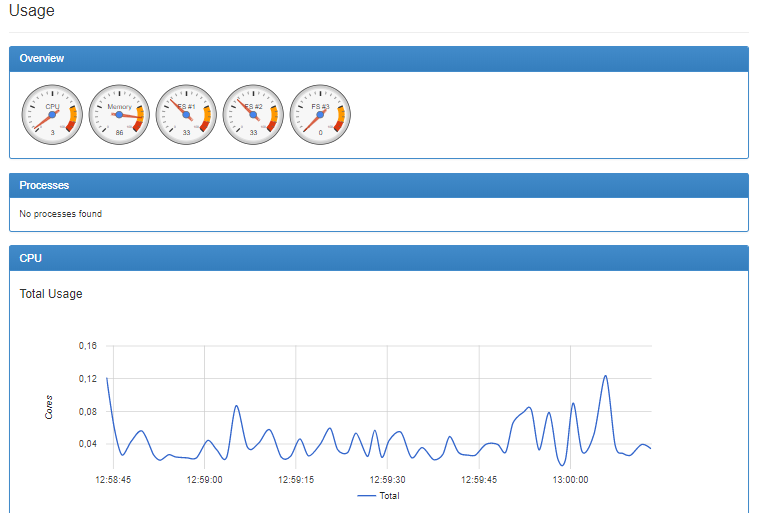 Usage
Overview
CPU Memory FS #1 FS #2 FS #3
3 86 33 33 0
Processes
No processes found
CPU
Total Usage
0,16
0,12
0,08
0,04
Cores
12:58:45 12:59:00 12:59:15 12:59:30 12:59:45 13:00:00
Total